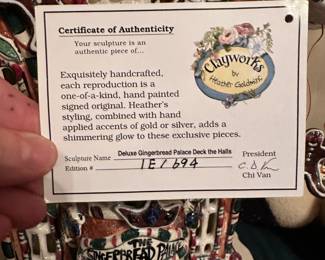 Certificate of Authenticity
Your sculpture is an
authentic piece of...
Clayworks
by
Heather Goldminc
Exquisitely handcrafted,
each reproduction is a
one-of-a-kind, hand painted
signed original. Heather's
styling, combined with hand
applied accents of gold or silver, adds a
shimmering glow to these exclusive pieces.
Sculpture Name Deluxe Gingerbread Palace Deck the Halls
Edition # 1E/694
President
Chi Van
THE
GINGERBREAD PALACE